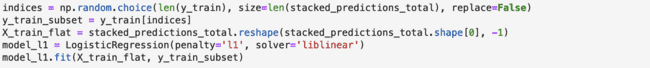 indices = np.random.choice(len(y_train), size=len(stacked_predictions_total), replace=False)
y_train_subset = y_train[indices]
X_train_flat = stacked_predictions_total.reshape(stacked_predictions_total.shape[0], -1)
model_l1 = LogisticRegression(penalty='l1', solver='liblinear')
model_l1.fit(X_train_flat, y_train_subset)